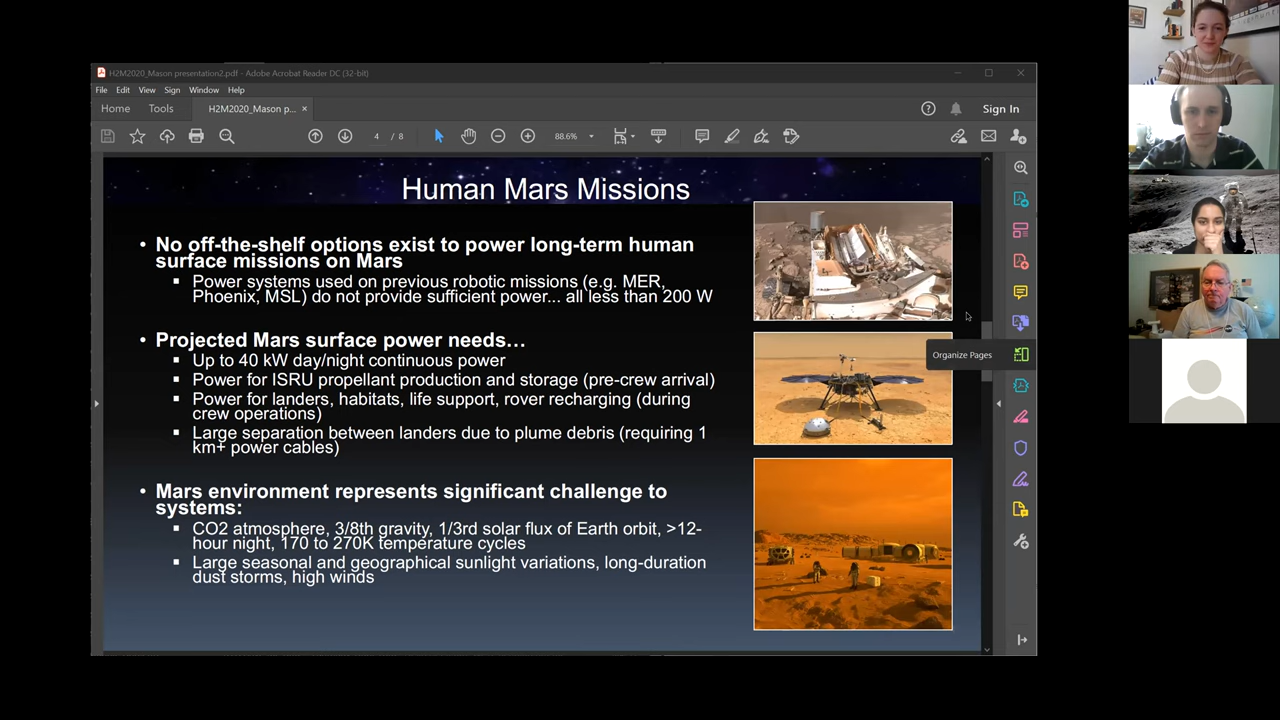 H2M2020_Mason presentation2.pdf - Adobe Acrobat Reader DC (32-bit)
File Edit View Sign Window Help
Home Tools H2M2020_Mason p... Sign In
4 / 8 88.6%
Human Mars Missions
• No off-the-shelf options exist to power long-term human
surface missions on Mars
▪ Power systems used on previous robotic missions (e.g. MER,
Phoenix, MSL) do not provide sufficient power... all less than 200 W
• Projected Mars surface power needs…
▪ Up to 40 kW day/night continuous power
▪ Power for ISRU propellant production and storage (pre-crew arrival)
▪ Power for landers, habitats, life support, rover recharging (during
crew operations)
▪ Large separation between landers due to plume debris (requiring 1
km+ power cables)
• Mars environment represents significant challenge to
systems:
▪ CO2 atmosphere, 3/8th gravity, 1/3rd solar flux of Earth orbit, >12-
hour night, 170 to 270K temperature cycles
▪ Large seasonal and geographical sunlight variations, long-duration
dust storms, high winds
Organize Pages